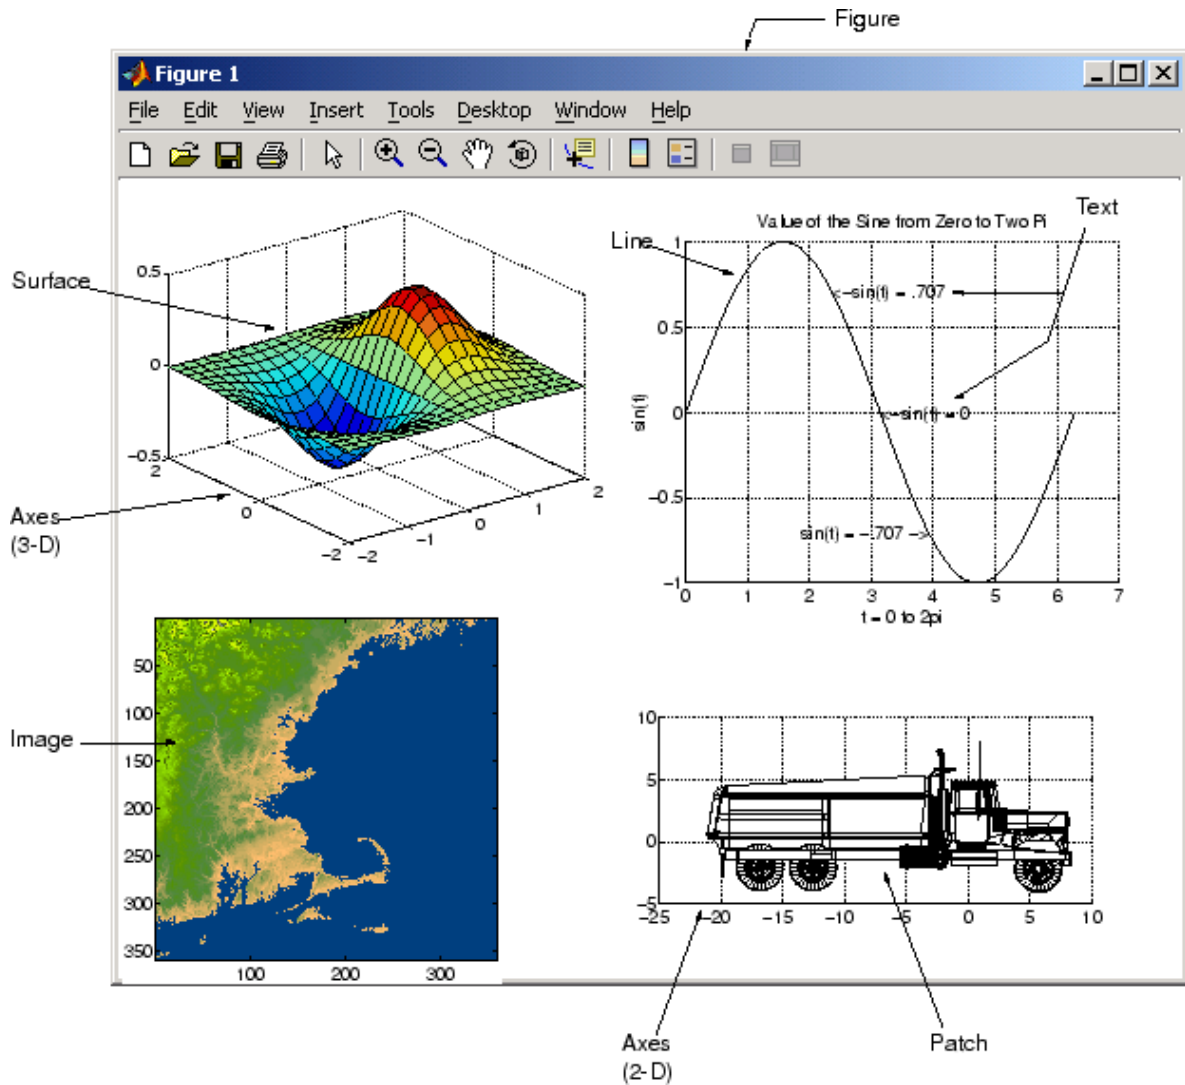 Figure
Figure 1
File Edit View Insert Tools Desktop Window Help
Surface
0.5
0
-0.5
2
0
-2
-2
-1
0
1
2
Axes
(3-D)
Value of the Sine from Zero to Two Pi
Text
Line
1
0.5
0
-0.5
-1
sin(t)
<-sin(t) = .707
<-sin(t) = 0
sin(t) = -.707 ->
0 1 2 3 4 5 6 7
t = 0 to 2pi
Image
50
100
150
200
250
300
350
100 200 300
10
5
0
-5
-25 -20 -15 -10 -5 0 5 10
Axes
(2-D)
Patch